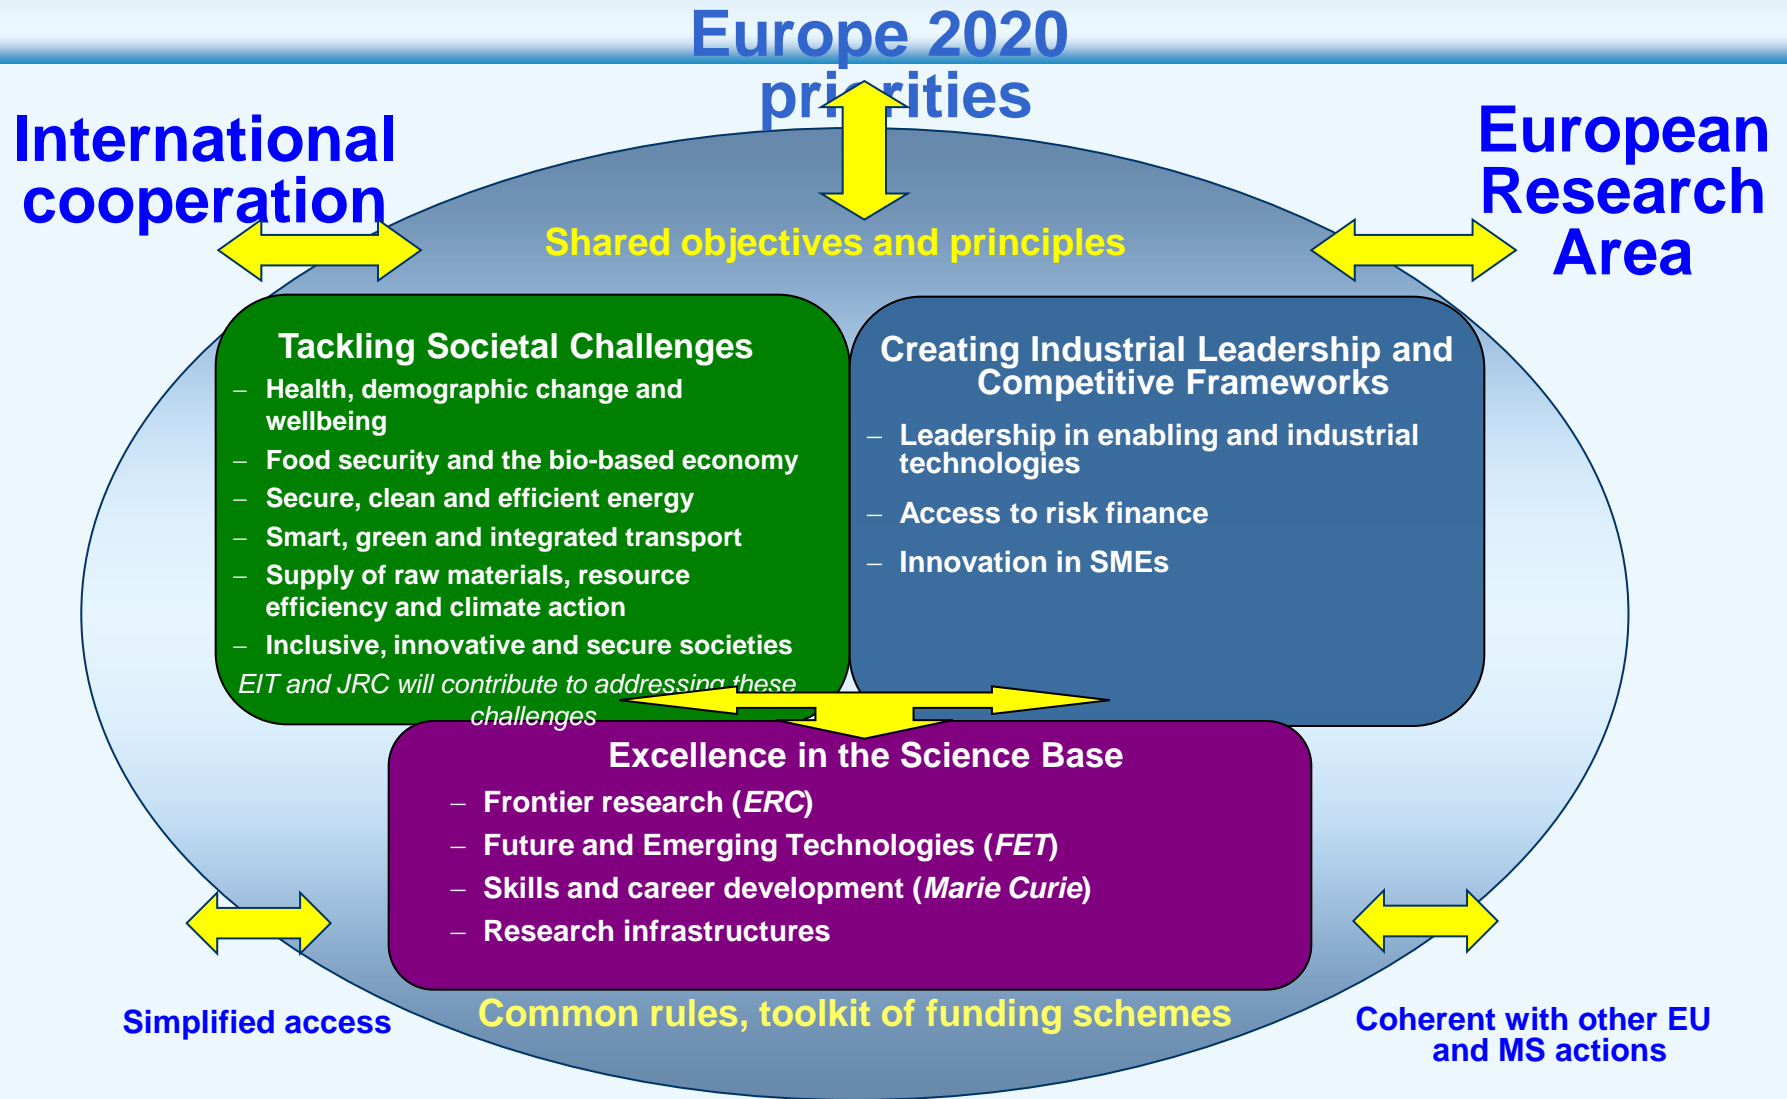 Europe 2020
priorities
International
cooperation
European
Research
Area
Shared objectives and principles
Tackling Societal Challenges
– Health, demographic change and
wellbeing
– Food security and the bio-based economy
– Secure, clean and efficient energy
– Smart, green and integrated transport
– Supply of raw materials, resource
efficiency and climate action
– Inclusive, innovative and secure societies
EIT and JRC will contribute to addressing these
challenges
Creating Industrial Leadership and
Competitive Frameworks
– Leadership in enabling and industrial
technologies
– Access to risk finance
– Innovation in SMEs
Excellence in the Science Base
– Frontier research (ERC)
– Future and Emerging Technologies (FET)
– Skills and career development (Marie Curie)
– Research infrastructures
Common rules, toolkit of funding schemes
Simplified access
Coherent with other EU
and MS actions